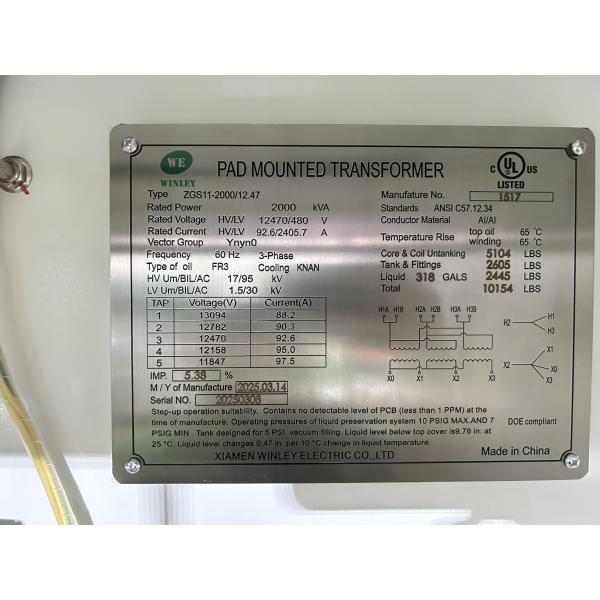 WE
WINLEY
PAD MOUNTED TRANSFORMER
C UL US
LISTED
Type ZGS11-2000/12.47
Manufature No. 1517
Rated Power 2000 kVA
Standards ANSI C57.12.34
Rated Voltage HV/LV 12470/480 V
Conductor Material Al/Al
Rated Current HV/LV 92.6/2405.7 A
Temperature Rise top oil 65 °C
winding 65 °C
Vector Group Ynyn0
Frequency 60 Hz 3-Phase
Core & Coil Untanking 5104 LBS
Type of oil FR3 Cooling KNAN
Tank & Fittings 2605 LBS
HV Um/BIL/AC 17/95 kV
Liquid 318 GALS 2445 LBS
LV Um/BIL/AC 1.5/30 kV
Total 10154 LBS
TAP Voltage(V) Current(A)
1 13094 88.2
2 12782 90.3
3 12470 92.6
4 12158 95.0
5 11847 97.5
H1A H1B H2A H2B H3A H3B
X0 X1 X2 X3
H1
H2
H3
X1
X2
X0
X3
IMP. 5.38 %
M / Y of Manufacture 2025.03.14
Serial NO. 20250308
Step-up operation suitability. Contains no detectable level of PCB (less than 1 PPM) at the
time of manufacture. Operating pressures of liquid preservation system 10 PSIG MAX.AND 7
PSIG MIN . Tank designed for 5 PSI. vacuum filling. Liquid level below top cover is9.76 in. at
25 °C. Liquid level changes 0.47 in. per 10 °C change in liquid temperature.
DOE compliant
XIAMEN WINLEY ELECTRIC CO.,LTD
Made in China